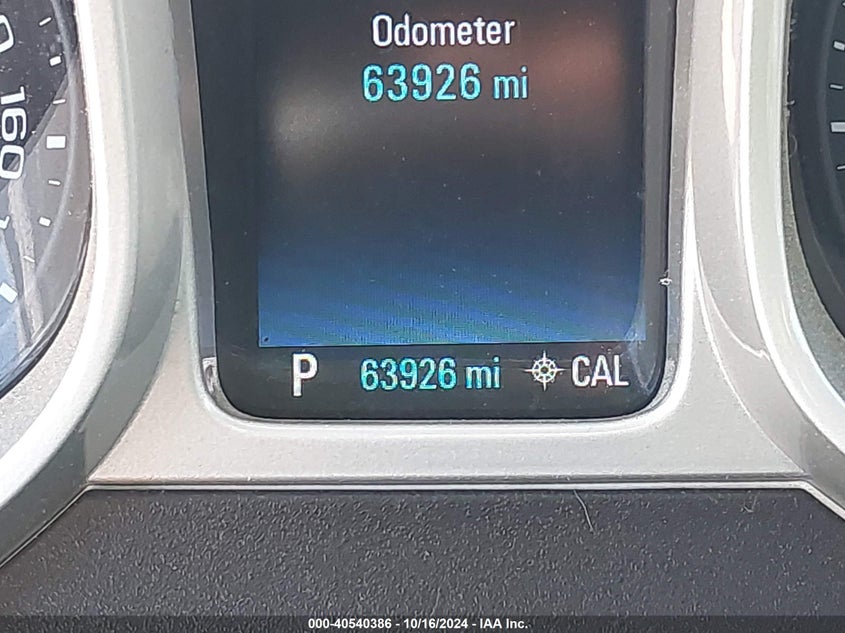 Odometer
63926 mi
160
P 63926 mi CAL
000-40540386 - 10/16/2024 - IAA Inc.